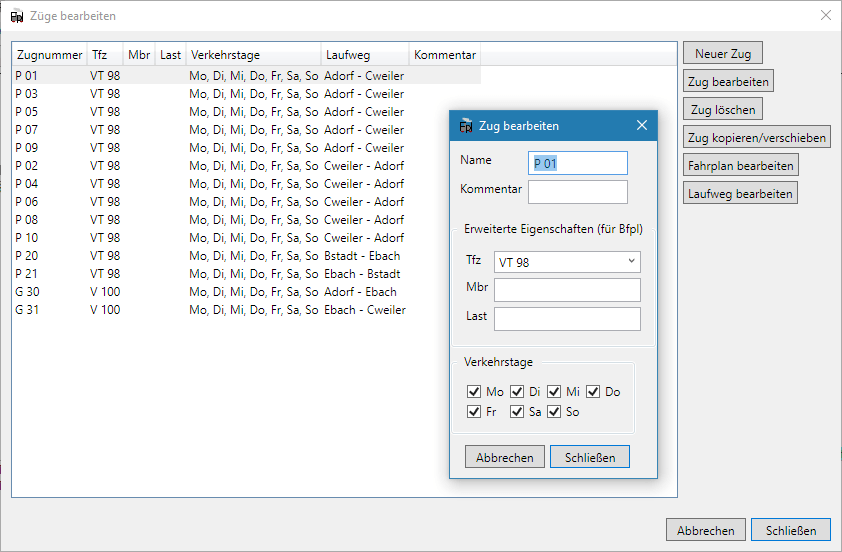 Züge bearbeiten
Zugnummer Tfz Mbr Last Verkehrstage Laufweg Kommentar
P 01 VT 98 Mo, Di, Mi, Do, Fr, Sa, So Adorf - Cweiler
P 03 VT 98 Mo, Di, Mi, Do, Fr, Sa, So Adorf - Cweiler
P 05 VT 98 Mo, Di, Mi, Do, Fr, Sa, So Adorf - Cweiler
P 07 VT 98 Mo, Di, Mi, Do, Fr, Sa, So Adorf - Cweiler
P 09 VT 98 Mo, Di, Mi, Do, Fr, Sa, So Adorf - Cweiler
P 02 VT 98 Mo, Di, Mi, Do, Fr, Sa, So Cweiler - Adorf
P 04 VT 98 Mo, Di, Mi, Do, Fr, Sa, So Cweiler - Adorf
P 06 VT 98 Mo, Di, Mi, Do, Fr, Sa, So Cweiler - Adorf
P 08 VT 98 Mo, Di, Mi, Do, Fr, Sa, So Cweiler - Adorf
P 10 VT 98 Mo, Di, Mi, Do, Fr, Sa, So Cweiler - Adorf
P 20 VT 98 Mo, Di, Mi, Do, Fr, Sa, So Bstadt - Ebach
P 21 VT 98 Mo, Di, Mi, Do, Fr, Sa, So Ebach - Bstadt
G 30 V 100 Mo, Di, Mi, Do, Fr, Sa, So Adorf - Ebach
G 31 V 100 Mo, Di, Mi, Do, Fr, Sa, So Ebach - Cweiler
Neuer Zug
Zug bearbeiten
Zug löschen
Zug kopieren/verschieben
Fahrplan bearbeiten
Laufweg bearbeiten
Zug bearbeiten
Name P 01
Kommentar
Erweiterte Eigenschaften (für Bfpl)
Tfz VT 98
Mbr
Last
Verkehrstage
Mo Di Mi Do
Fr Sa So
Abbrechen Schließen
Abbrechen Schließen